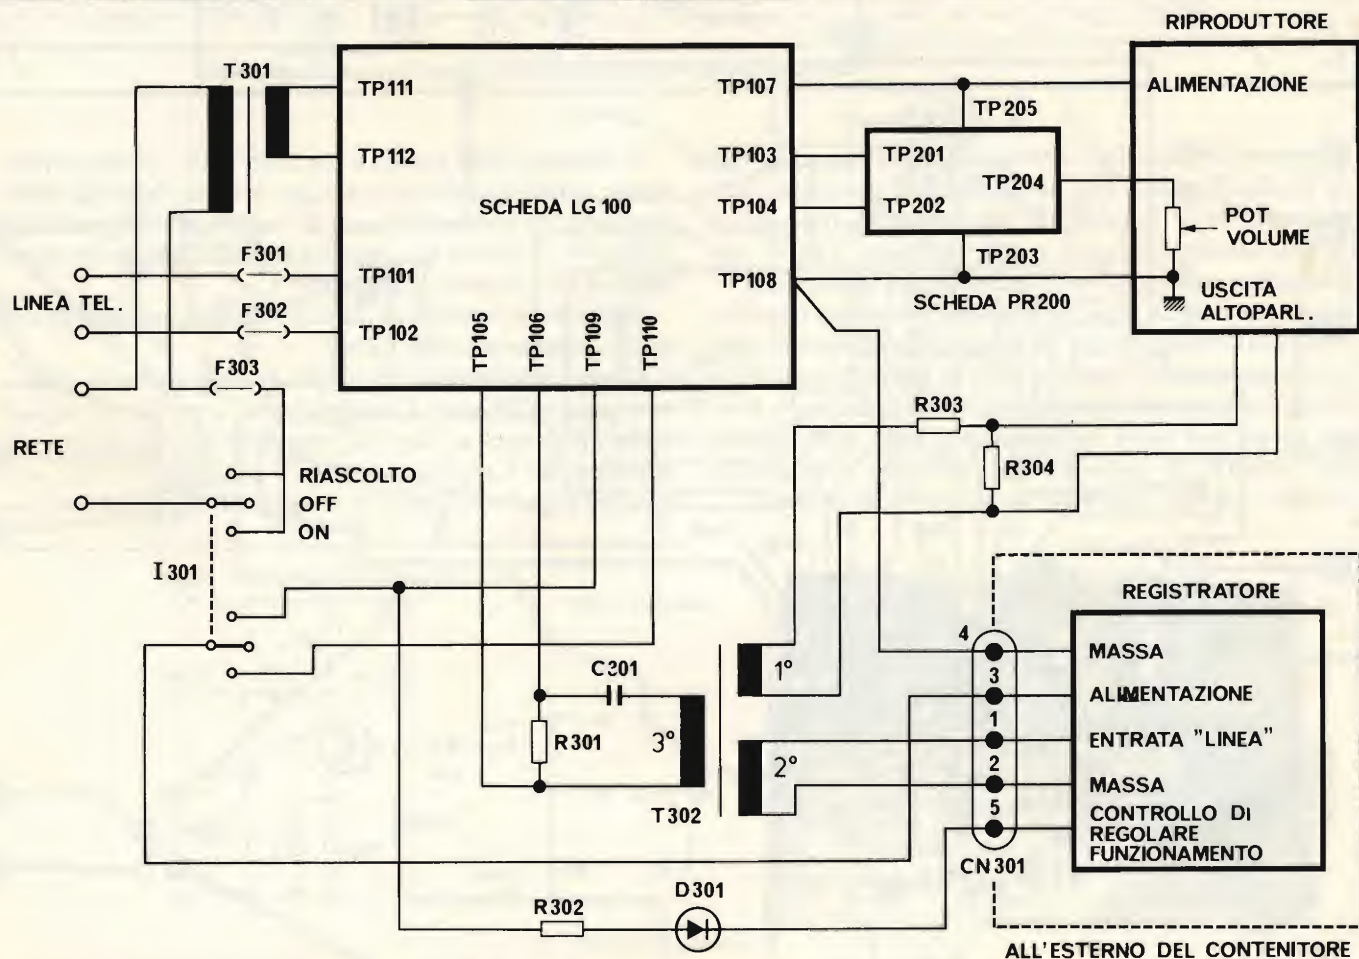 RIPRODUTTORE
T301
TP111
TP107
ALIMENTAZIONE
TP205
TP112
TP103
TP201
TP204
SCHEDA LG 100
TP104
TP202
POT
VOLUME
F301
TP101
TP203
TP108
SCHEDA PR200
USCITA
ALTOPARL.
LINEA TEL.
F302
TP102
TP105
TP106
TP109
TP110
F303
R303
RETE
R304
RIASCOLTO
OFF
ON
I301
REGISTRATORE
4
MASSA
1°
3
C301
ALIMENTAZIONE
1
R301
3°
ENTRATA "LINEA"
2°
2
MASSA
T302
5
CONTROLLO DI
REGOLARE
FUNZIONAMENTO
CN301
D301
R302
ALL'ESTERNO DEL CONTENITORE